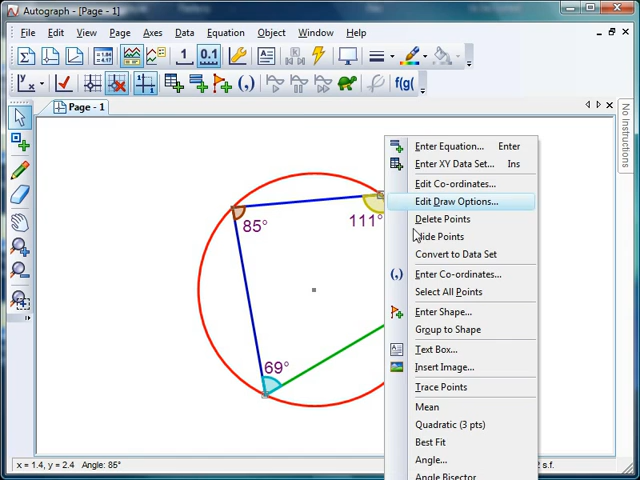 Autograph - [Page - 1]
File Edit View Page Axes Data Equation Object Window Help
Page - 1
No Instructions
85°
111°
69°
Enter Equation... Enter
Enter XY Data Set... Ins
Edit Co-ordinates...
Edit Draw Options...
Delete Points
Hide Points
Convert to Data Set
Enter Co-ordinates...
Select All Points
Enter Shape...
Group to Shape
Text Box...
Insert Image...
Trace Points
Mean
Quadratic (3 pts)
Best Fit
Angle...
Angle Bisector
x = 1.4, y = 2.4 Angle: 85°
2 s.f.